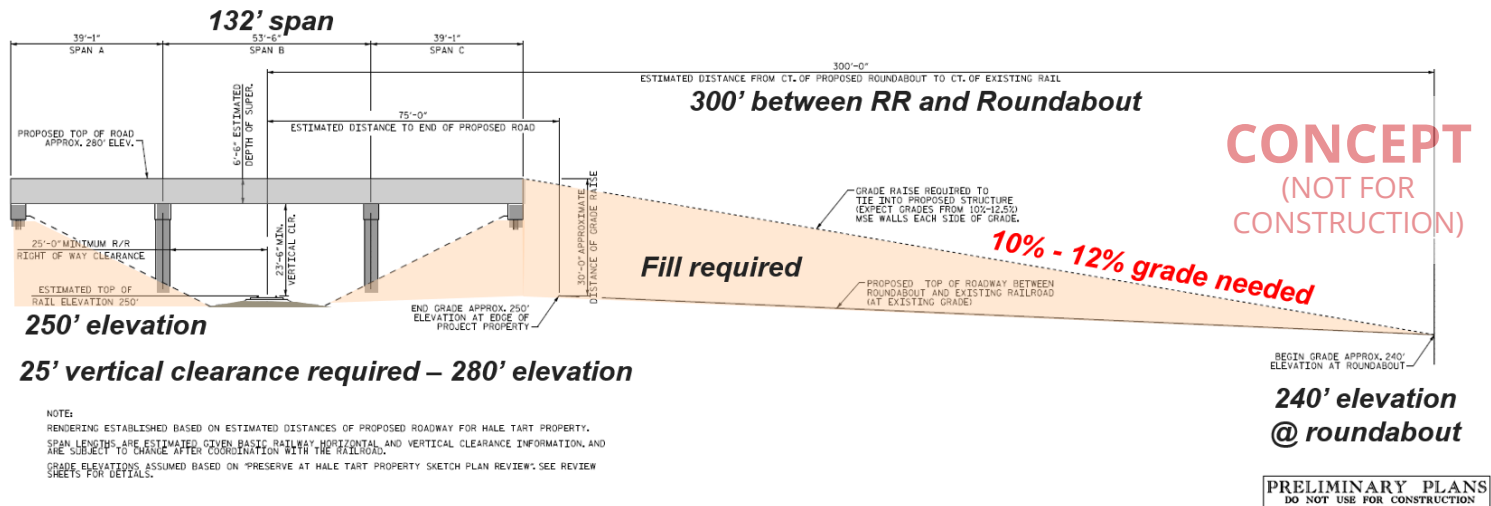 132’ span
39'-1"
53'-6"
39'-1"
SPAN A
SPAN B
SPAN C
300'-0"
ESTIMATED DISTANCE FROM CT. OF PROPOSED ROUNDABOUT TO CT. OF EXISTING RAIL
300’ between RR and Roundabout
6'-6" ESTIMATED
DEPTH OF SUPER.
75'-0"
ESTIMATED DISTANCE TO END OF PROPOSED ROAD
PROPOSED TOP OF ROAD
APPROX. 280' ELEV.
CONCEPT
(NOT FOR
CONSTRUCTION)
GRADE RAISE REQUIRED TO
TIE INTO PROPOSED STRUCTURE
(EXPECT GRADES FROM 10%-12.5%)
MSE WALLS EACH SIDE OF GRADE.
30'-0" APPROXIMATE
DISTANCE OF GRADE RAISE
25'-0" MINIMUM R/R
RIGHT OF WAY CLEARANCE
23'-6" MIN.
VERTICAL CLR.
10% - 12% grade needed
Fill required
ESTIMATED TOP OF
RAIL ELEVATION 250'
PROPOSED TOP OF ROADWAY BETWEEN
ROUNDABOUT AND EXISTING RAILROAD
(AT EXISTING GRADE)
250’ elevation
END GRADE APPROX. 250'
ELEVATION AT EDGE OF
PROJECT PROPERTY
25’ vertical clearance required – 280’ elevation
BEGIN GRADE APPROX. 240'
ELEVATION AT ROUNDABOUT
240’ elevation
@ roundabout
NOTE:
RENDERING ESTABLISHED BASED ON ESTIMATED DISTANCES OF PROPOSED ROADWAY FOR HALE TART PROPERTY.
SPAN LENGTHS ARE ESTIMATED GIVEN BASIC RAILWAY HORIZONTAL AND VERTICAL CLEARANCE INFORMATION. AND
ARE SUBJECT TO CHANGE AFTER COORDINATION WITH THE RAILROAD.
GRADE ELEVATIONS ASSUMED BASED ON "PRESERVE AT HALE TART PROPERTY SKETCH PLAN REVIEW". SEE REVIEW
SHEETS FOR DETIALS.
PRELIMINARY PLANS
DO NOT USE FOR CONSTRUCTION